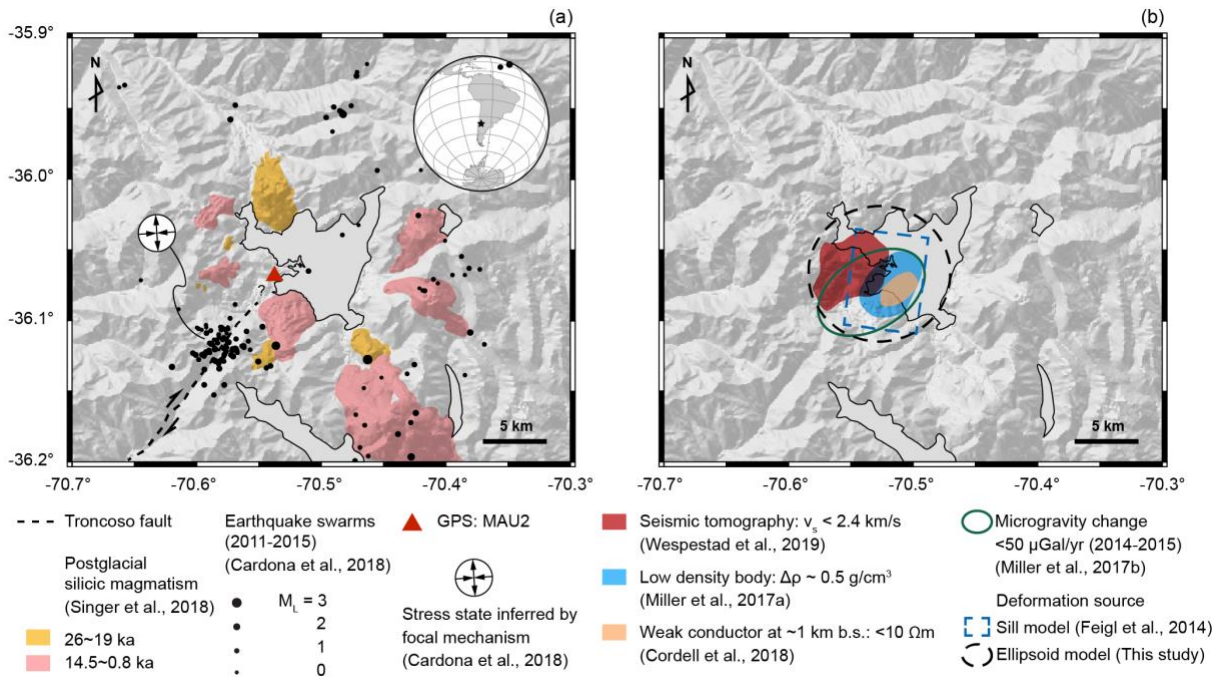 (a)
(b)
-35.9°
-36.0°
-36.1°
-36.2°
N
N
?
5 km
5 km
-70.7° -70.6° -70.5° -70.4° -70.3°
-70.7° -70.6° -70.5° -70.4° -70.3°
Troncoso fault
Postglacial
silicic magmatism
(Singer et al., 2018)
26~19 ka
14.5~0.8 ka
Earthquake swarms
(2011-2015)
(Cardona et al., 2018)
M_L = 3
2
1
0
GPS: MAU2
Stress state inferred by
focal mechanism
(Cardona et al., 2018)
Seismic tomography: v_s < 2.4 km/s
(Wespestad et al., 2019)
Low density body: Δρ ~ 0.5 g/cm³
(Miller et al., 2017a)
Weak conductor at ~1 km b.s.: <10 Ωm
(Cordell et al., 2018)
Microgravity change
<50 μGal/yr (2014-2015)
(Miller et al., 2017b)
Deformation source
Sill model (Feigl et al., 2014)
Ellipsoid model (This study)